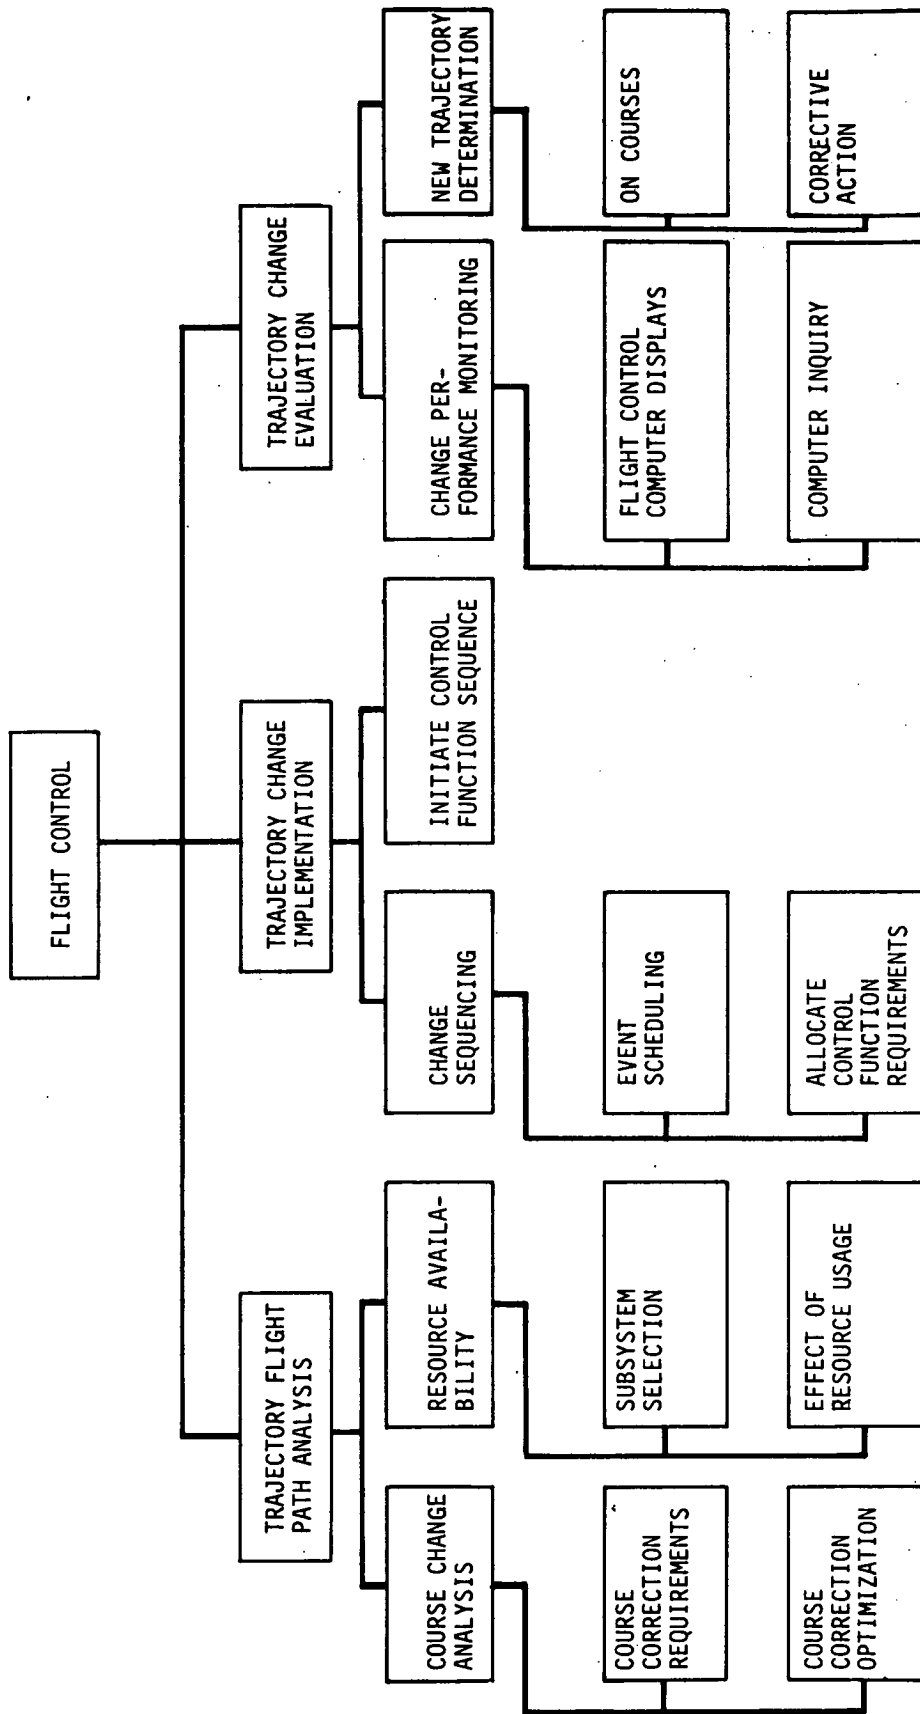 FLIGHT CONTROL
TRAJECTORY FLIGHT
PATH ANALYSIS
TRAJECTORY CHANGE
IMPLEMENTATION
TRAJECTORY CHANGE
EVALUATION
COURSE CHANGE
ANALYSIS
RESOURCE AVAILA-
BILITY
CHANGE
SEQUENCING
INITIATE CONTROL
FUNCTION SEQUENCE
CHANGE PER-
FORMANCE MONITORING
NEW TRAJECTORY
DETERMINATION
COURSE
CORRECTION
REQUIREMENTS
SUBSYSTEM
SELECTION
EVENT
SCHEDULING
FLIGHT CONTROL
COMPUTER DISPLAYS
ON COURSES
COURSE
CORRECTION
OPTIMIZATION
EFFECT OF
RESOURCE USAGE
ALLOCATE
CONTROL
FUNCTION
REQUIREMENTS
COMPUTER INQUIRY
CORRECTIVE
ACTION